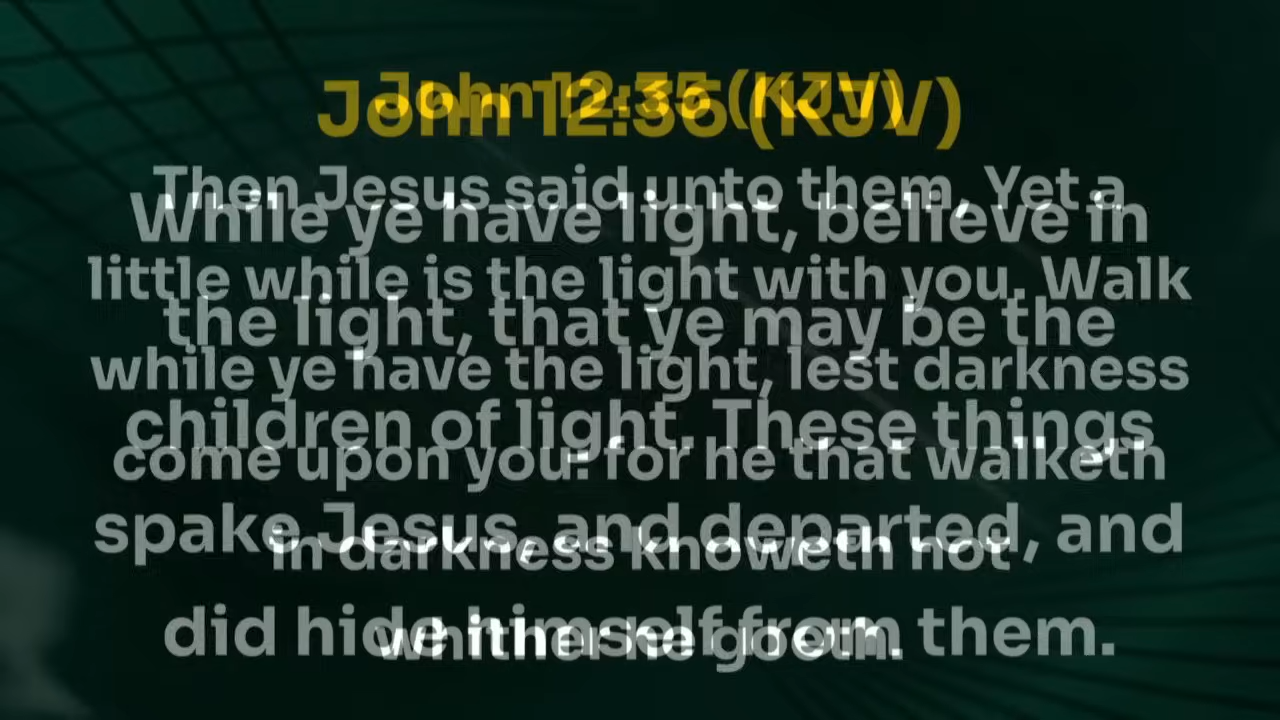 John 12:35 (KJV)
Then Jesus said unto them, Yet a
little while is the light with you. Walk
while ye have the light, lest darkness
come upon you: for he that walketh
in darkness knoweth not
whither he goeth.
John 12:36 (KJV)
While ye have light, believe in
the light, that ye may be the
children of light. These things
spake Jesus, and departed, and
did hide himself from them.